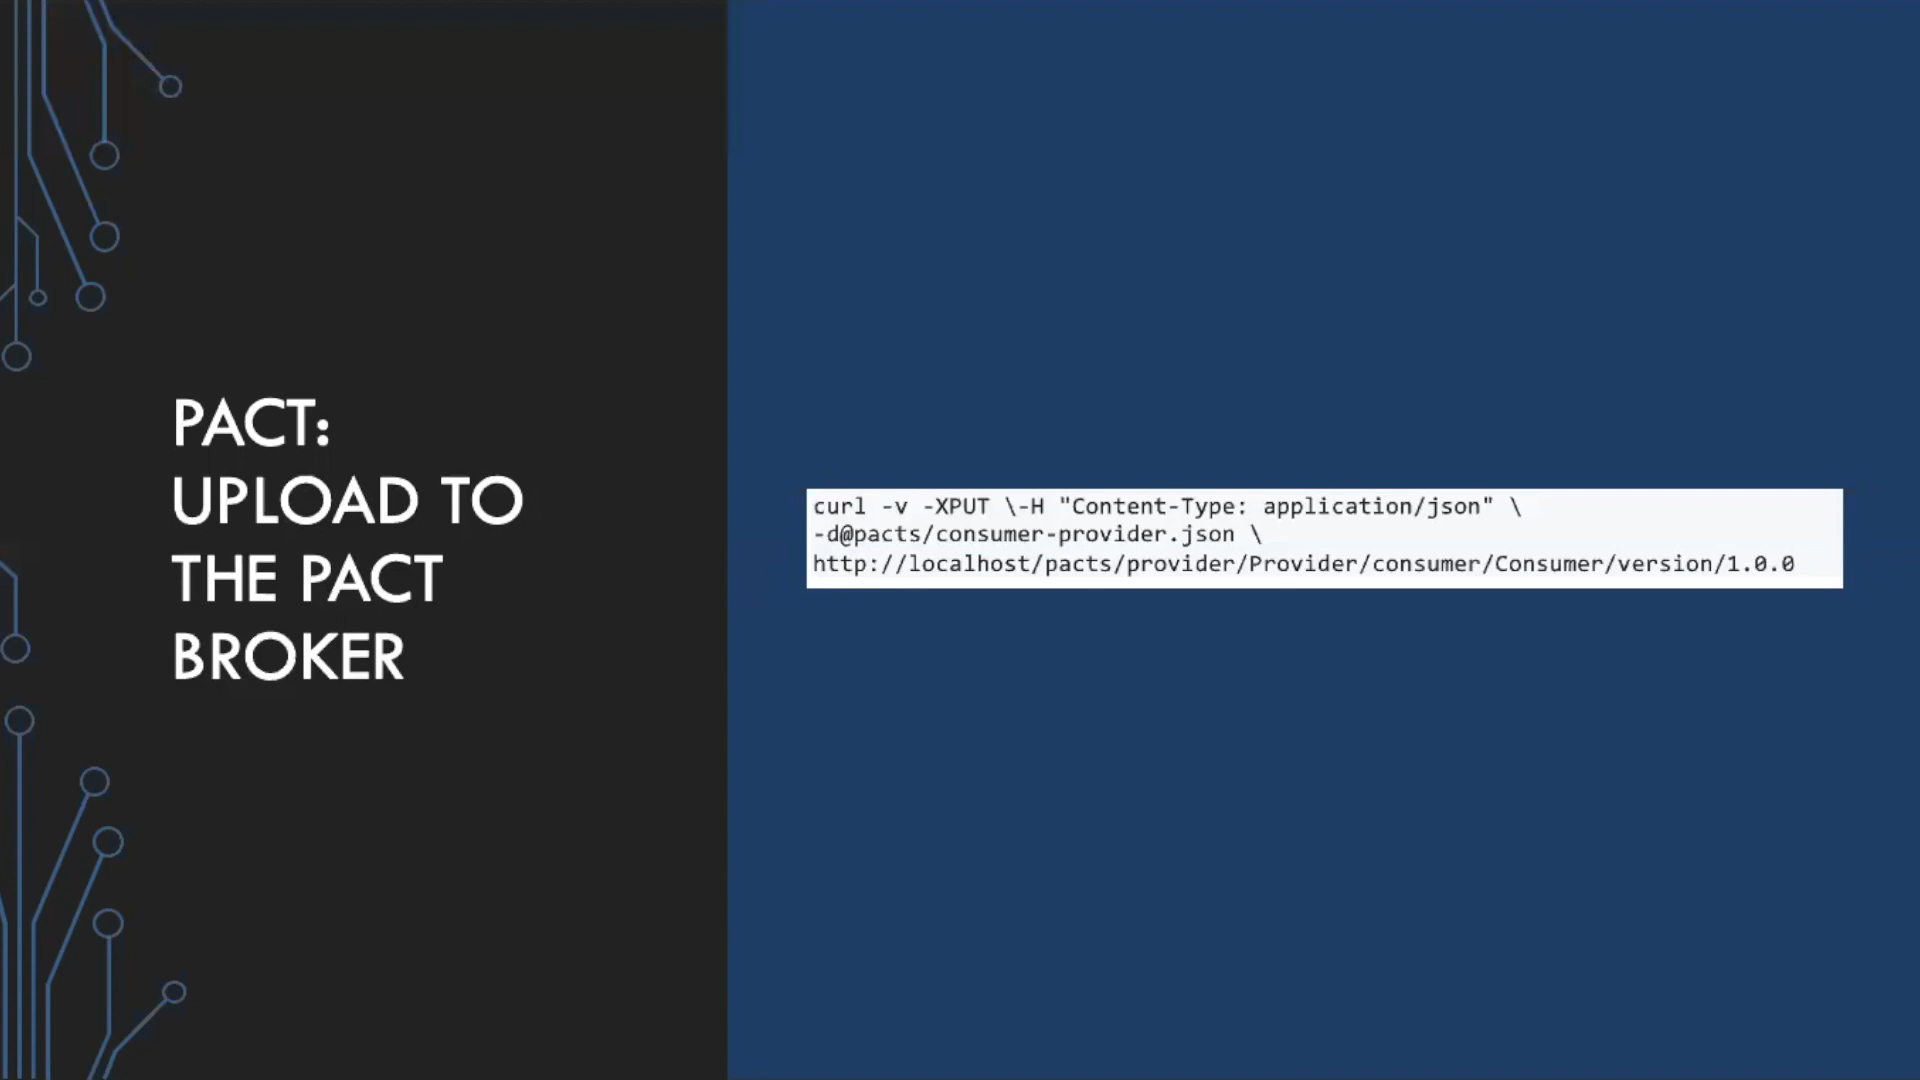 PACT:
UPLOAD TO
THE PACT
BROKER
curl -v -XPUT \-H "Content-Type: application/json" \
-d@pacts/consumer-provider.json \
http://localhost/pacts/provider/Provider/consumer/Consumer/version/1.0.0